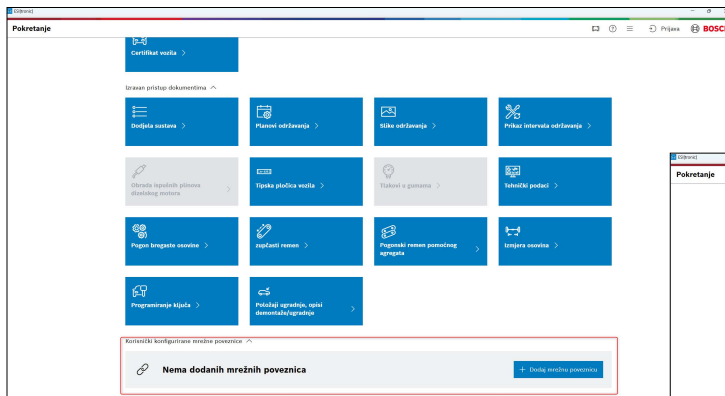 ESI[tronic]
Pokretanje
Prijava
BOSCH
Certifikat vozila
Izravan pristup dokumentima
Dodjela sustava
Planovi održavanja
Slike održavanja
Prikaz intervala održavanja
Obrada ispušnih plinova
dizelskog motora
Tipska pločica vozila
Tlakovi u gumama
Tehnički podaci
Pogon bregaste osovine
zupčasti remen
Pogonski remen pomoćnog
agregata
Izmjera osovina
Programiranje ključa
Položaji ugradnje, opisi
demontaže/ugradnje
Korisnički konfigurirane mrežne poveznice
Nema dodanih mrežnih poveznica
+ Dodaj mrežnu poveznicu
ESI[tronic]
Pokretanje